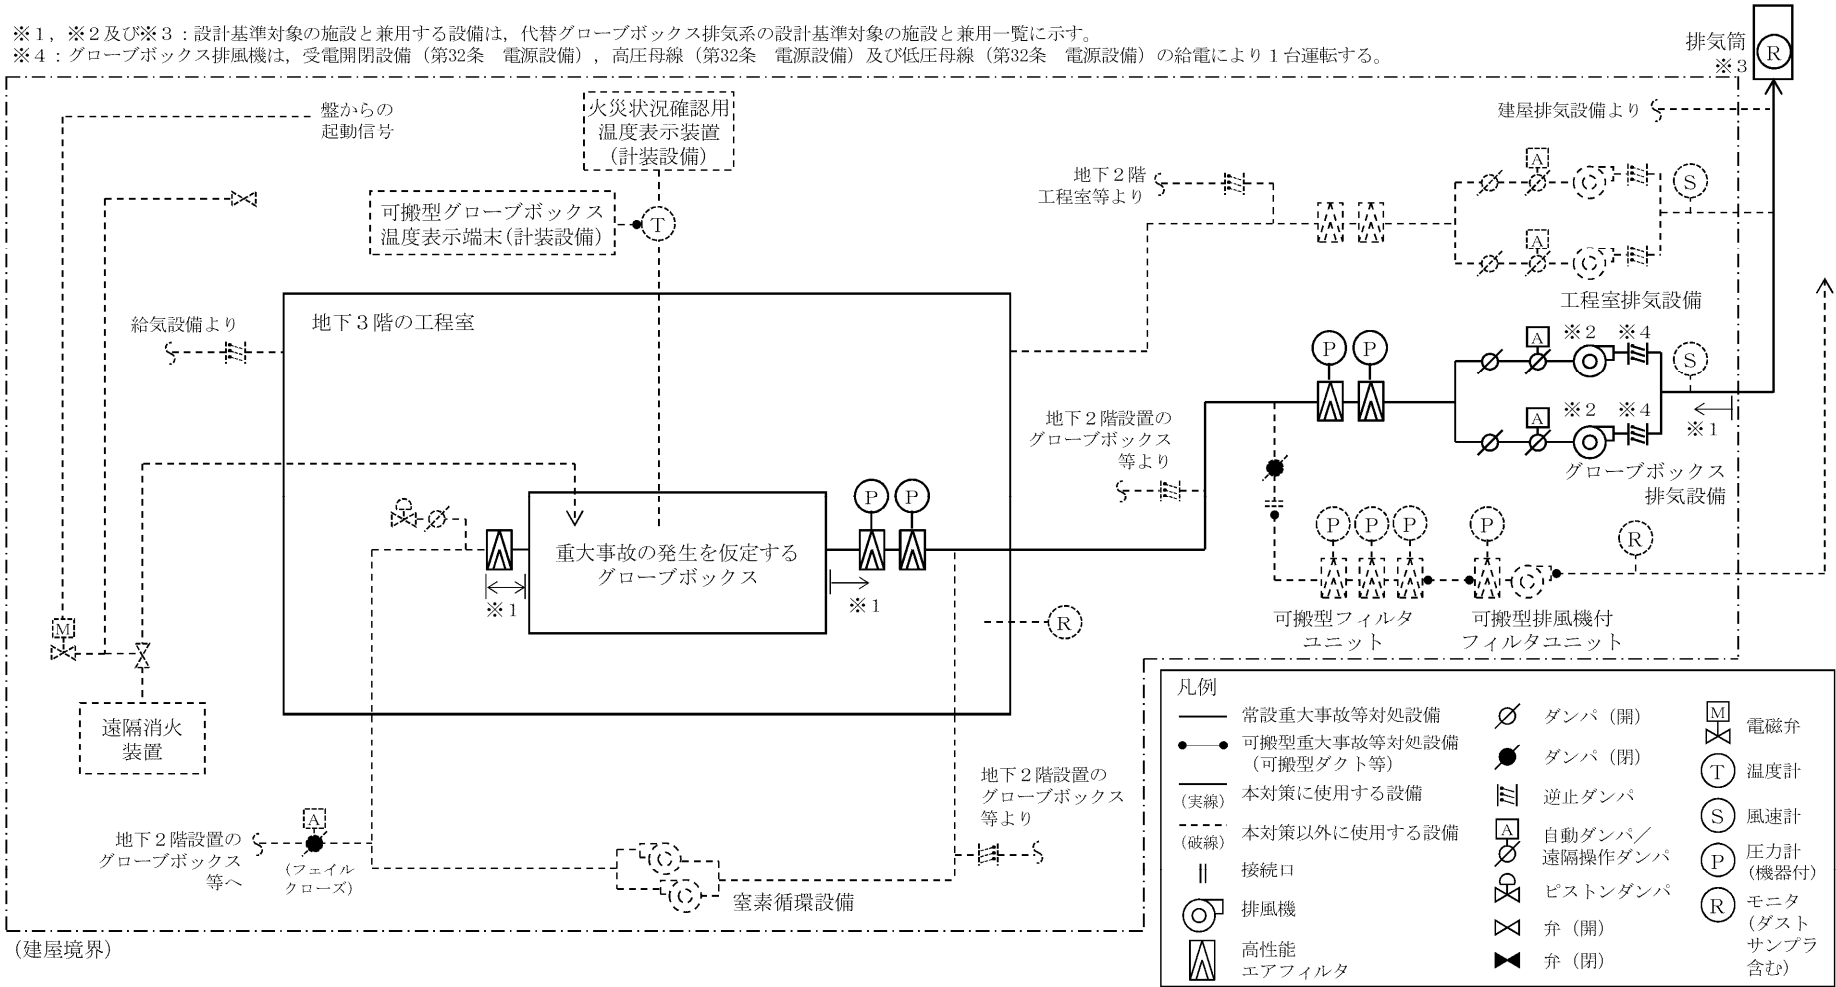 ※１，※２及び※３：設計基準対象の施設と兼用する設備は，代替グローブボックス排気系の設計基準対象の施設と兼用一覧に示す。
※４：グローブボックス排風機は，受電開閉設備（第32条　電源設備），高圧母線（第32条　電源設備）及び低圧母線（第32条　電源設備）の給電により１台運転する。
排気筒
※３
R
盤からの
起動信号
火災状況確認用
温度表示装置
（計装設備）
可搬型グローブボックス
温度表示端末（計装設備）
T
建屋排気設備より
地下２階
工程室等より
A
S
A
工程室排気設備
給気設備より
地下３階の工程室
P
P
A
※２
※４
S
※１
A
※２
※４
グローブボックス
排気設備
地下２階設置の
グローブボックス
等より
P
P
重大事故の発生を仮定する
グローブボックス
※１
※１
R
P
P
P
P
R
可搬型フィルタ
ユニット
可搬型排風機付
フィルタユニット
M
遠隔消火
装置
地下２階設置の
グローブボックス
等へ
A
（フェイル
クローズ）
窒素循環設備
地下２階設置の
グローブボックス
等より
（建屋境界）
凡例
常設重大事故等対処設備
可搬型重大事故等対処設備
（可搬型ダクト等）
（実線）
本対策に使用する設備
（破線）
本対策以外に使用する設備
接続口
排風機
高性能
エアフィルタ
ダンパ（開）
ダンパ（閉）
逆止ダンパ
A
自動ダンパ／
遠隔操作ダンパ
ピストンダンパ
弁（開）
弁（閉）
M
電磁弁
T
温度計
S
風速計
P
圧力計
（機器付）
R
モニタ
（ダスト
サンプラ
含む）